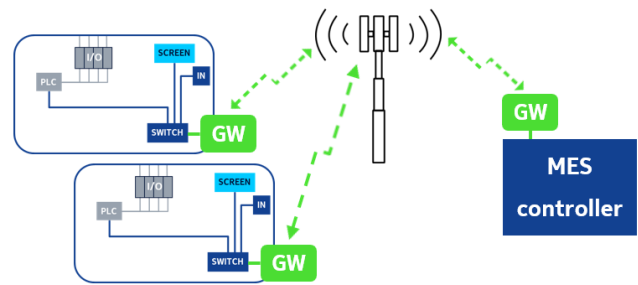 I/O
SCREEN
PLC
IN
SWITCH
GW
I/O
SCREEN
PLC
IN
SWITCH
GW
GW
MES
controller